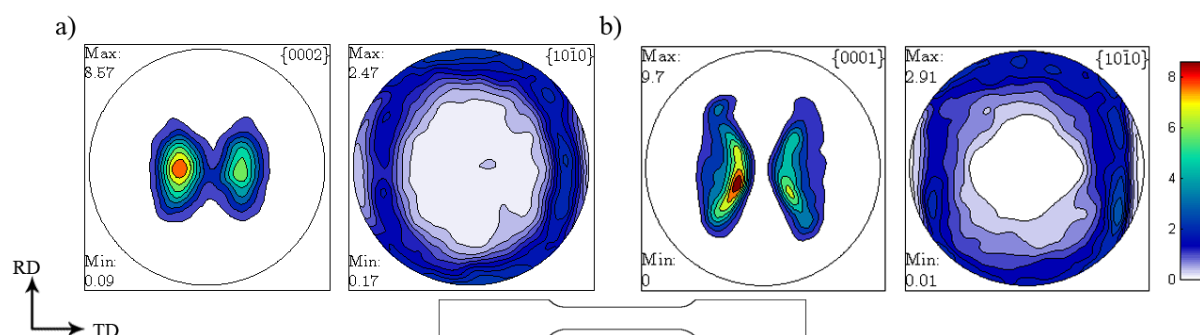 a)
b)
Max:
8.57
{0002}
Min:
0.09
Max:
2.47
{101̄0}
Min:
0.17
Max:
9.7
{0001}
Min:
0
Max:
2.91
{101̄0}
Min:
0.01
8
6
4
2
0
RD
TD